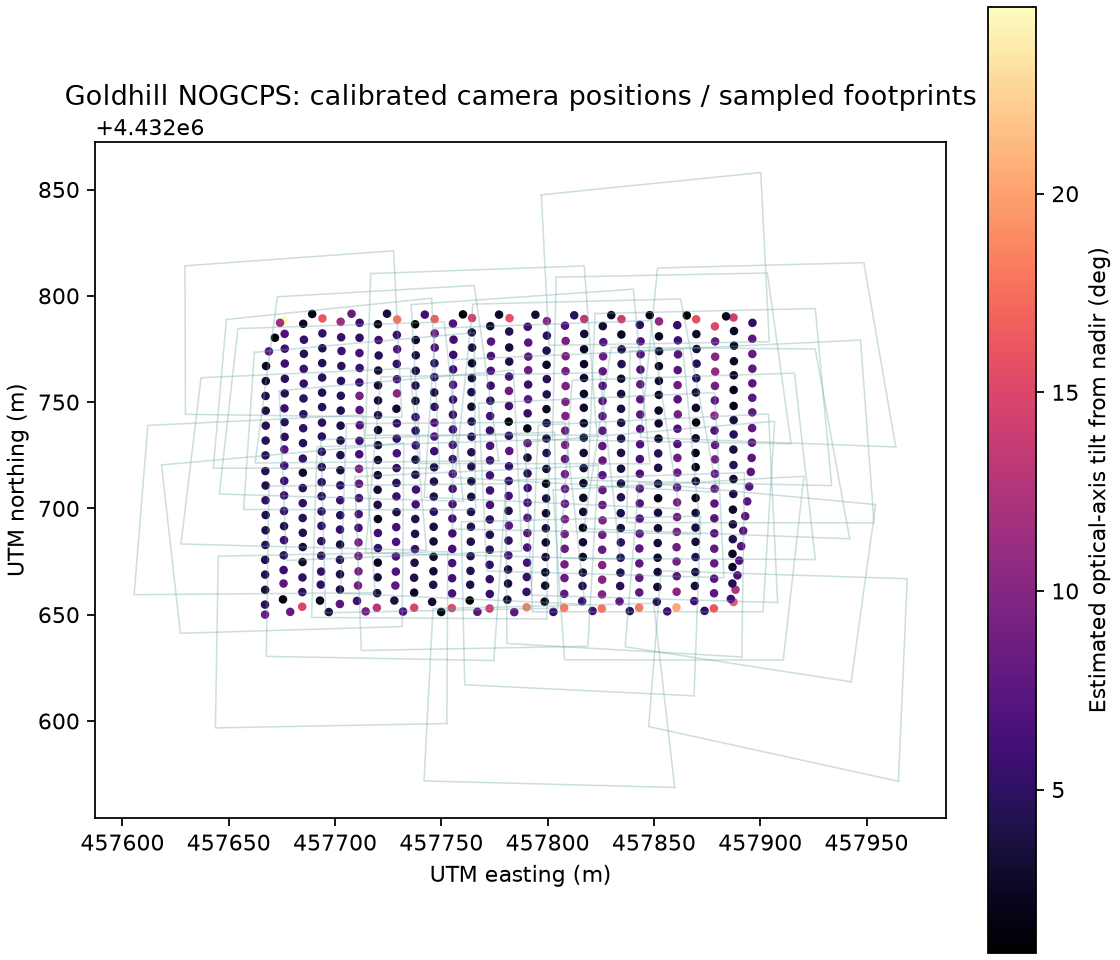 Goldhill NOGCPS: calibrated camera positions / sampled footprints
+4.432e6
850
800
750
700
650
600
UTM northing (m)
457600 457650 457700 457750 457800 457850 457900 457950
UTM easting (m)
20
15
10
5
Estimated optical-axis tilt from nadir (deg)